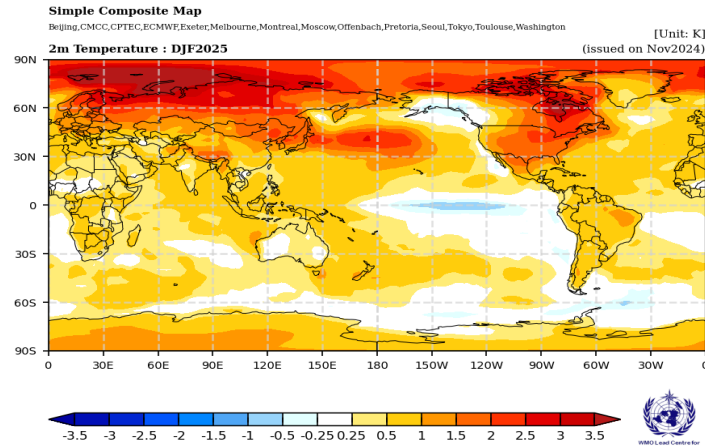 Simple Composite Map
Beijing,CMCC,CPTEC,ECMWF,Exeter,Melbourne,Montreal,Moscow,Offenbach,Pretoria,Seoul,Tokyo,Toulouse,Washington
[Unit: K]
2m Temperature : DJF2025
(issued on Nov2024)
90N
60N
30N
0
30S
60S
90S
0 30E 60E 90E 120E 150E 180 150W 120W 90W 60W 30W 0
-3.5 -3 -2.5 -2 -1.5 -1 -0.5 -0.25 0.25 0.5 1 1.5 2 2.5 3 3.5
WMO Lead Centre for